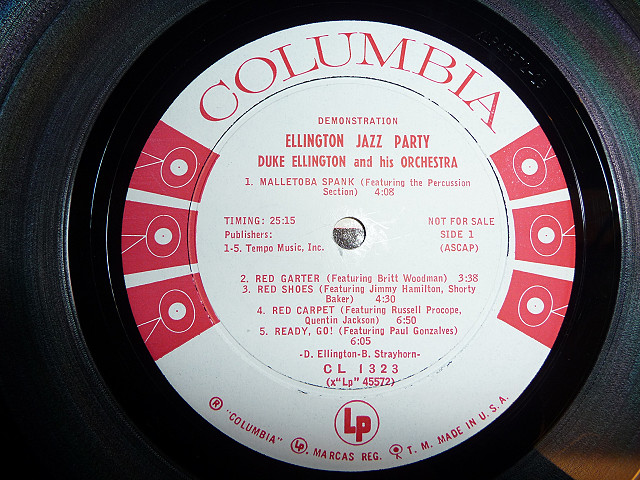 COLUMBIA
DEMONSTRATION
ELLINGTON JAZZ PARTY
DUKE ELLINGTON and his ORCHESTRA
1. MALLETOBA SPANK (Featuring the Percussion
Section) 4:08
TIMING: 25:15
Publishers:
1-5. Tempo Music, Inc.
NOT FOR SALE
SIDE 1
(ASCAP)
2. RED GARTER (Featuring Britt Woodman) 3:38
3. RED SHOES (Featuring Jimmy Hamilton, Shorty
Baker) 4:30
4. RED CARPET (Featuring Russell Procope,
Quentin Jackson) 6:50
5. READY, GO! (Featuring Paul Gonzalves)
6:05
-D. Ellington-B. Strayhorn-
CL 1323
(x"Lp" 45572)
Lp
® "COLUMBIA" Lp MARCAS REG. T. M. MADE IN U. S. A.